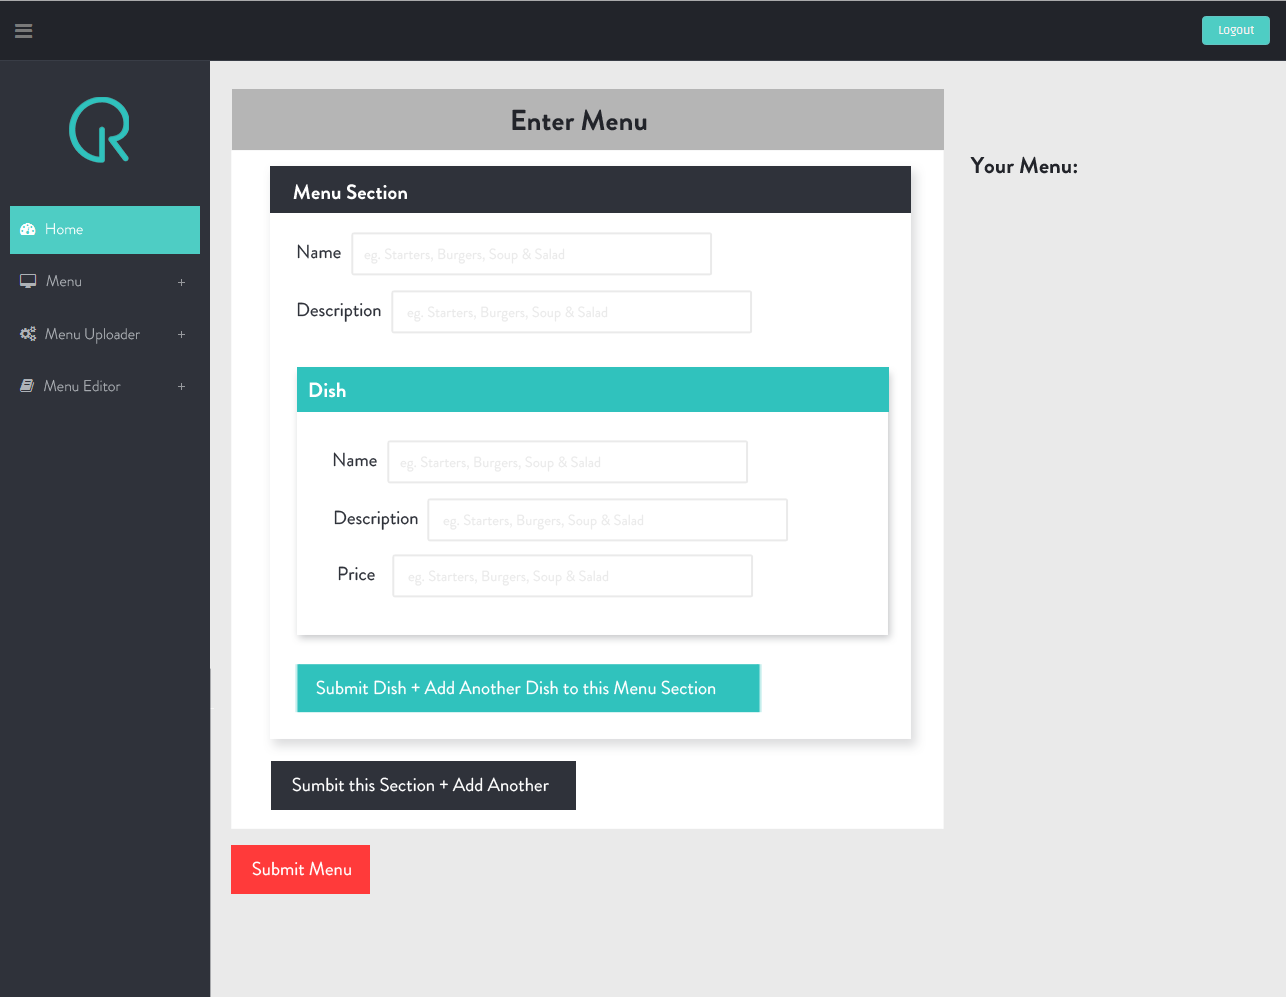 Logout
Home
Menu +
Menu Uploader +
Menu Editor +
Enter Menu
Menu Section
Name eg. Starters, Burgers, Soup & Salad
Description eg. Starters, Burgers, Soup & Salad
Dish
Name eg. Starters, Burgers, Soup & Salad
Description eg. Starters, Burgers, Soup & Salad
Price eg. Starters, Burgers, Soup & Salad
Submit Dish + Add Another Dish to this Menu Section
Sumbit this Section + Add Another
Submit Menu
Your Menu: